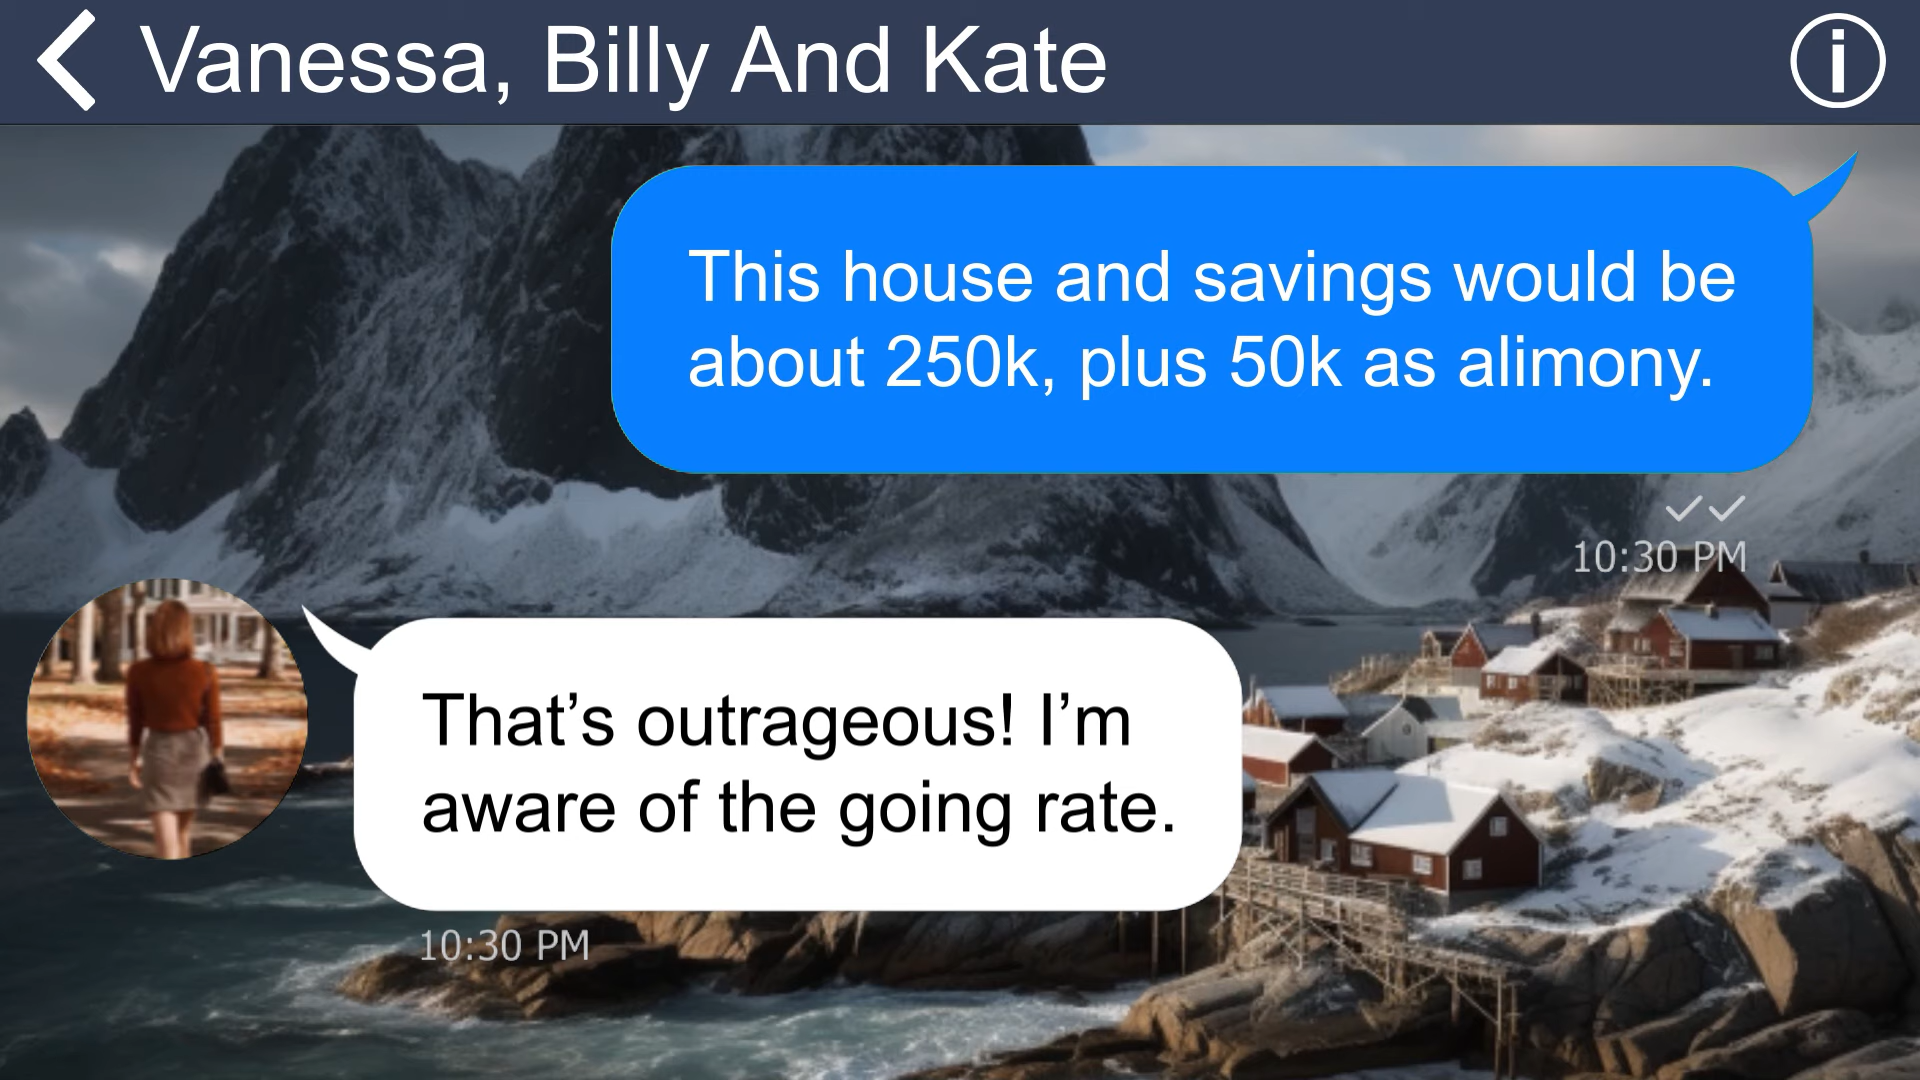 Vanessa, Billy And Kate
This house and savings would be
about 250k, plus 50k as alimony.
10:30 PM
That’s outrageous! I’m
aware of the going rate.
10:30 PM